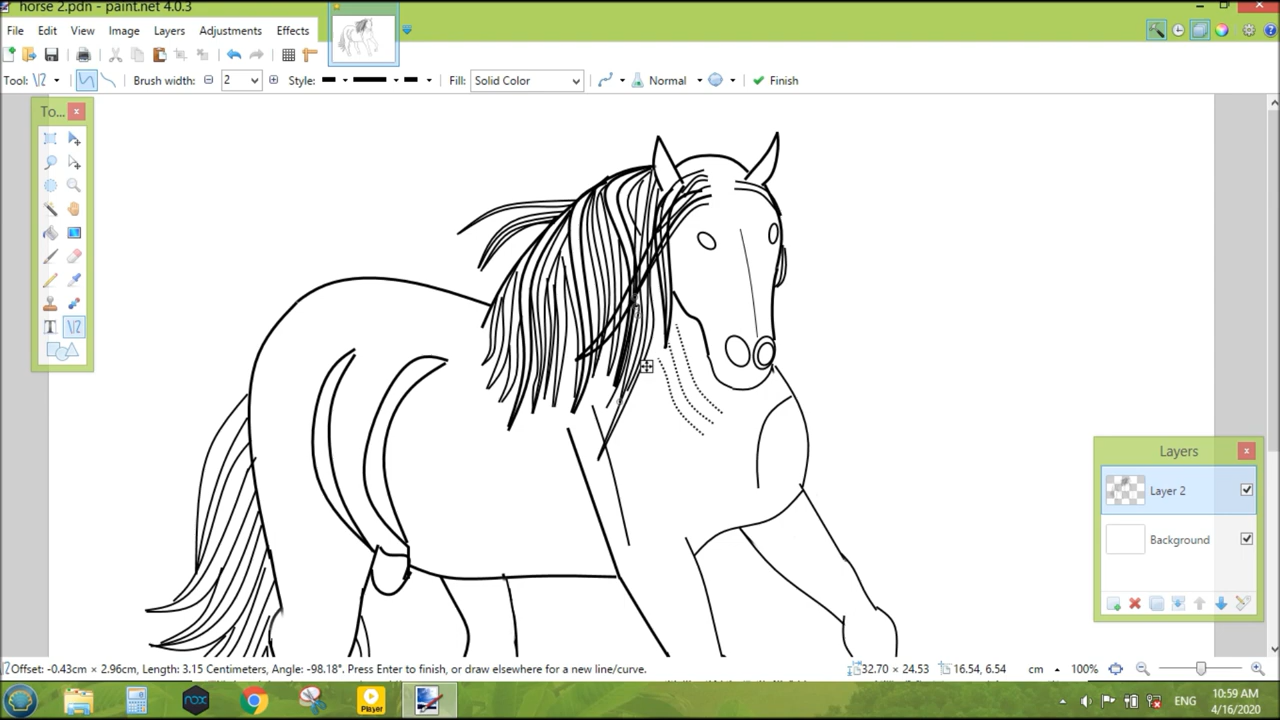 horse 2.pdn - paint.net 4.0.3
File Edit View Image Layers Adjustments Effects
Tool: Brush width: 2 Style: Fill: Solid Color Normal Finish
To...
Layers
Layer 2
Background
Offset: -0.43cm × 2.96cm, Length: 3.15 Centimeters, Angle: -98.18°. Press Enter to finish, or draw elsewhere for a new line/curve. 32.70 × 24.53 16.54, 6.54 cm 100%
nox Player ENG 10:59 AM
4/16/2020